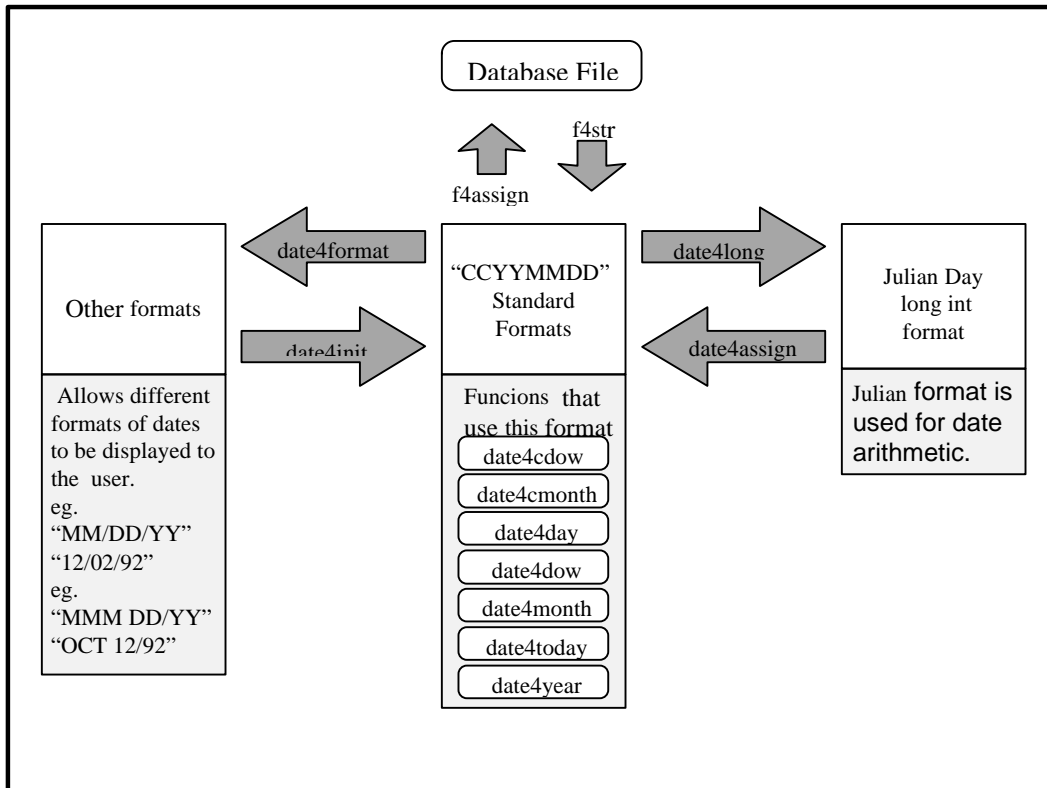 Database File
f4str
f4assign
date4format
date4long
"CCYYMMDD"
Standard
Formats
Other formats
Julian Day
long int
format
date4init
date4assign
Allows different
formats of dates
to be displayed to
the user.
eg.
“MM/DD/YY”
“12/02/92”
eg.
“MMM DD/YY”
“OCT 12/92”
Funcions that
use this format
date4cdow
date4cmonth
date4day
date4dow
date4month
date4today
date4year
Julian format is
used for date
arithmetic.